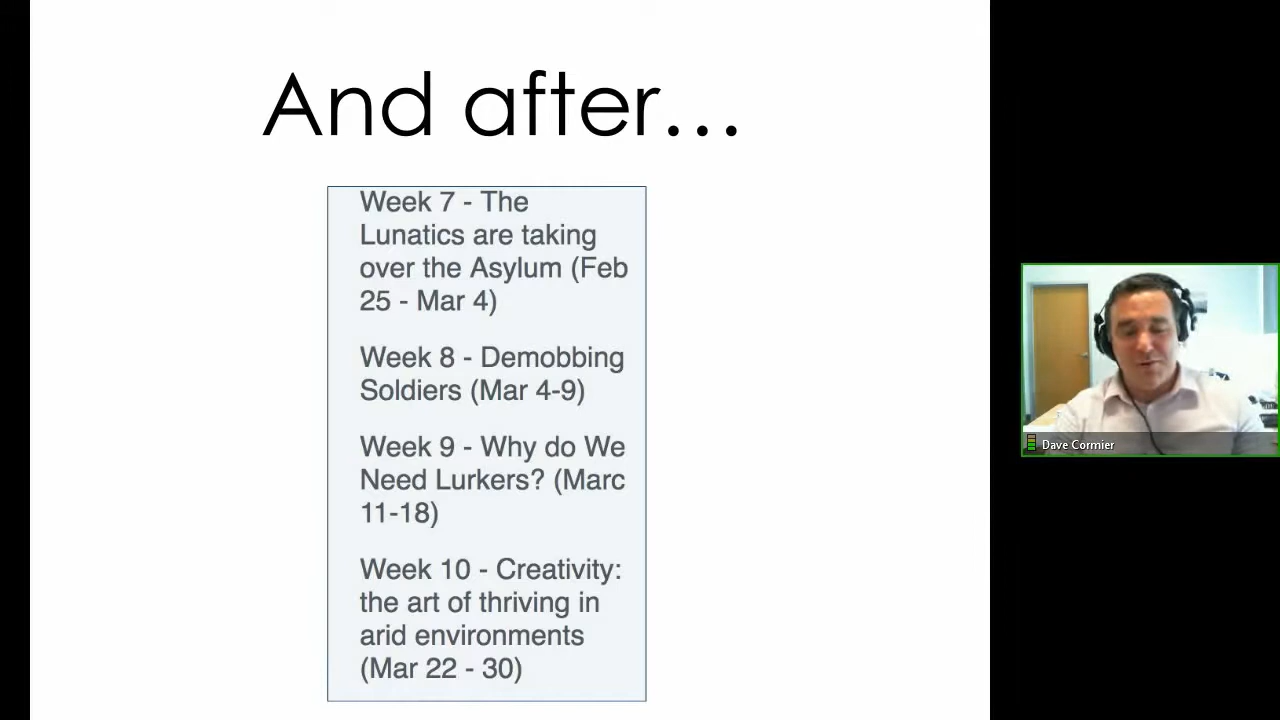 And after...
Week 7 - The
Lunatics are taking
over the Asylum (Feb
25 - Mar 4)
Week 8 - Demobbing
Soldiers (Mar 4-9)
Week 9 - Why do We
Need Lurkers? (Marc
11-18)
Week 10 - Creativity:
the art of thriving in
arid environments
(Mar 22 - 30)
Dave Cormier